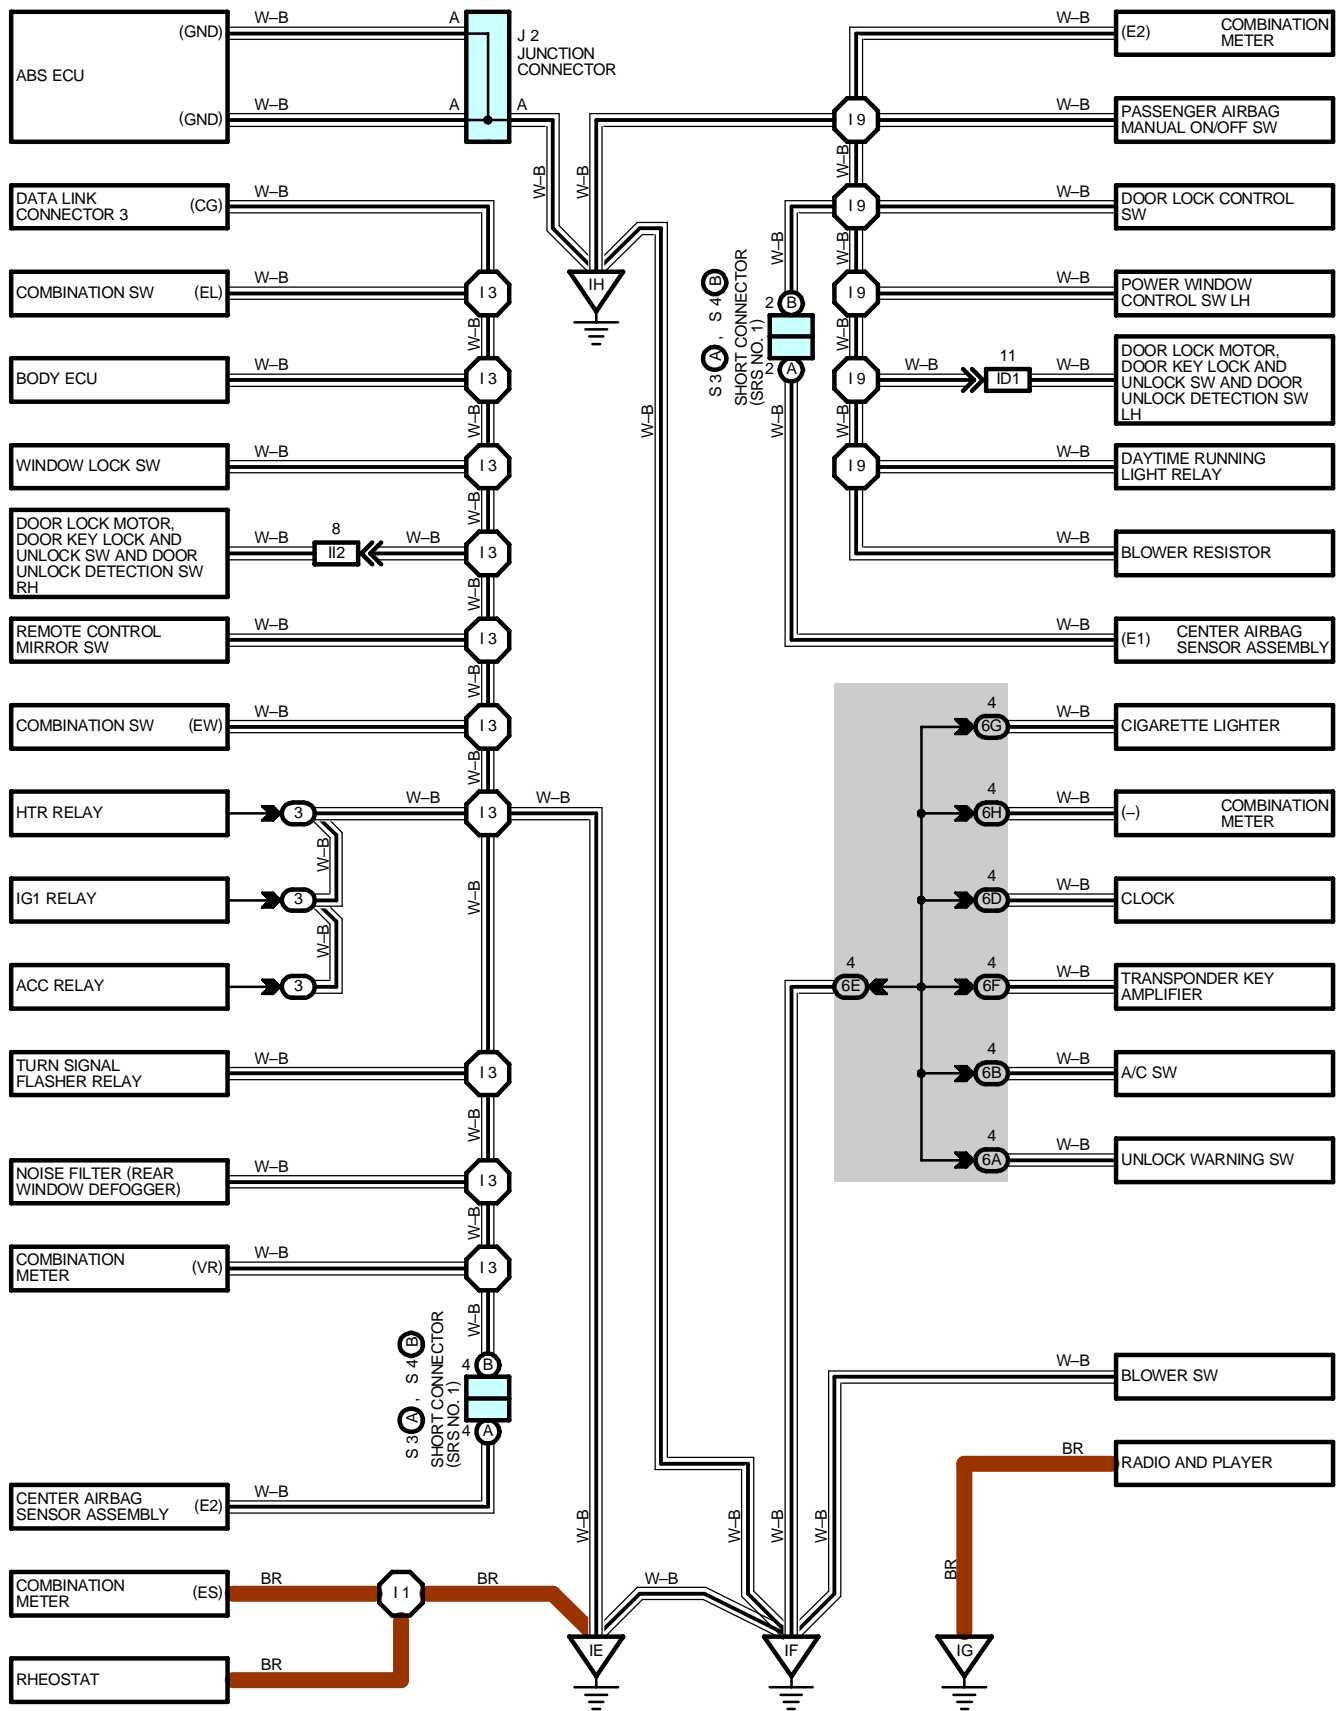 ABS ECU
(GND)
(GND)
W–B
W–B
A
A
A
J 2
JUNCTION
CONNECTOR
W–B
W–B
DATA LINK
CONNECTOR 3
(CG)
W–B
COMBINATION SW
(EL)
W–B
I 3
W–B
BODY ECU
W–B
I 3
W–B
WINDOW LOCK SW
W–B
I 3
W–B
DOOR LOCK MOTOR,
DOOR KEY LOCK AND
UNLOCK SW AND DOOR
UNLOCK DETECTION SW
RH
W–B
8
II2
W–B
I 3
W–B
REMOTE CONTROL
MIRROR SW
W–B
I 3
W–B
COMBINATION SW
(EW)
W–B
I 3
W–B
HTR RELAY
3
W–B
I 3
W–B
W–B
IG1 RELAY
3
W–B
W–B
ACC RELAY
3
TURN SIGNAL
FLASHER RELAY
W–B
I 3
W–B
NOISE FILTER (REAR
WINDOW DEFOGGER)
W–B
I 3
W–B
COMBINATION
METER
(VR)
W–B
I 3
W–B
4
B
4
A
S 3 A , S 4 B
SHORT CONNECTOR
(SRS NO. 1)
CENTER AIRBAG
SENSOR ASSEMBLY
(E2)
W–B
COMBINATION
METER
(ES)
BR
I 1
BR
RHEOSTAT
BR
IH
W–B
W–B
IE
W–B
W–B
W–B
W–B
IF
BR
IG
W–B
(E2)
COMBINATION
METER
I 9
W–B
PASSENGER AIRBAG
MANUAL ON/OFF SW
W–B
I 9
W–B
DOOR LOCK CONTROL
SW
W–B
W–B
I 9
W–B
POWER WINDOW
CONTROL SW LH
W–B
2
B
2
A
S 3 A , S 4 B
SHORT CONNECTOR
(SRS NO. 1)
W–B
I 9
W–B
11
ID1
W–B
DOOR LOCK MOTOR,
DOOR KEY LOCK AND
UNLOCK SW AND DOOR
UNLOCK DETECTION SW
LH
I 9
W–B
DAYTIME RUNNING
LIGHT RELAY
W–B
BLOWER RESISTOR
W–B
(E1)
CENTER AIRBAG
SENSOR ASSEMBLY
4
6G
W–B
CIGARETTE LIGHTER
4
6H
W–B
(–)
COMBINATION
METER
4
6D
W–B
CLOCK
4
6E
4
6F
W–B
TRANSPONDER KEY
AMPLIFIER
4
6B
W–B
A/C SW
4
6A
W–B
UNLOCK WARNING SW
W–B
BLOWER SW
BR
RADIO AND PLAYER